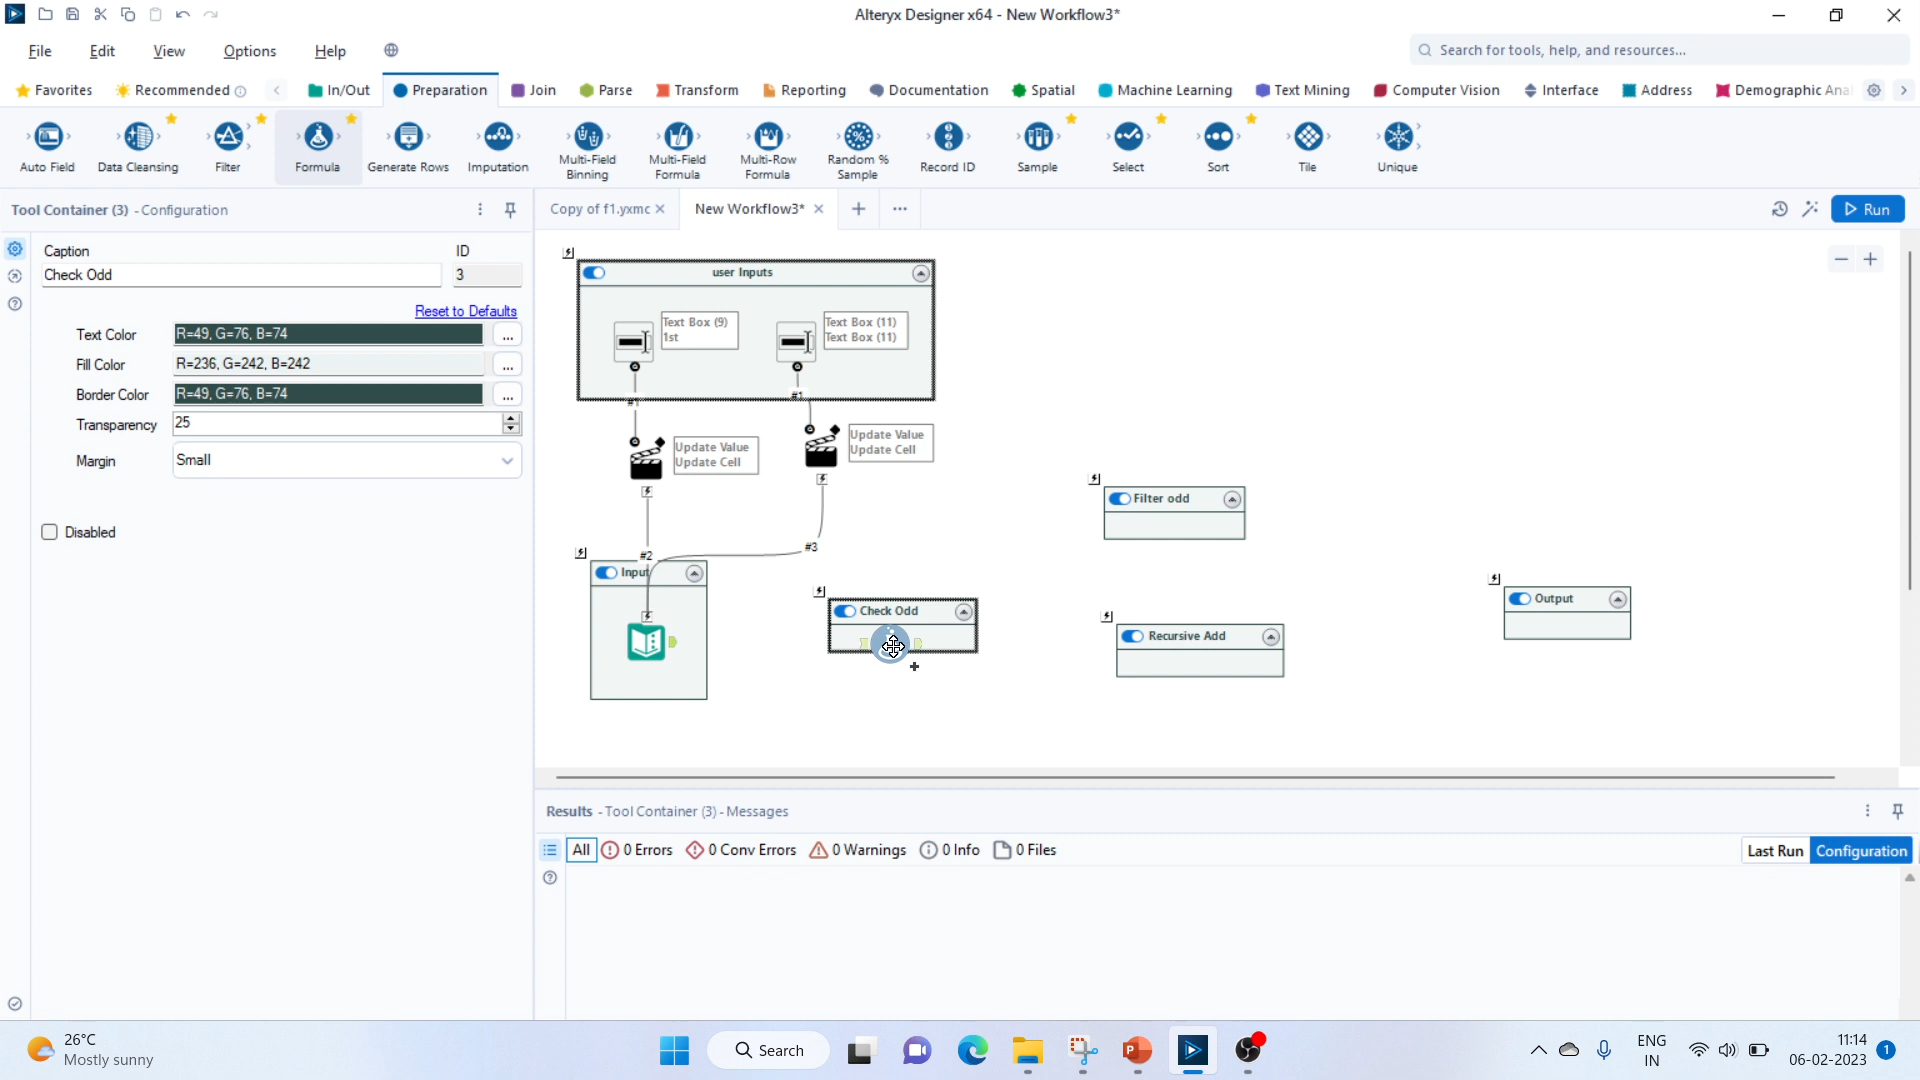 Alteryx Designer x64 - New Workflow3*
File Edit View Options Help
Search for tools, help, and resources...
Favorites Recommended In/Out Preparation Join Parse Transform Reporting Documentation Spatial Machine Learning Text Mining Computer Vision Interface Address Demographic Ana
Auto Field Data Cleansing Filter Formula Generate Rows Imputation Multi-Field Binning Multi-Field Formula Multi-Row Formula Random % Sample Record ID Sample Select Sort Tile Unique
Tool Container (3) - Configuration
Copy of f1.yxmc New Workflow3*
Run
Caption ID
Check Odd 3
Reset to Defaults
Text Color R=49, G=76, B=74 ...
Fill Color R=236, G=242, B=242 ...
Border Color R=49, G=76, B=74 ...
Transparency 25
Margin Small
Disabled
user Inputs
Text Box (9)
1st
Text Box (11)
Text Box (11)
#1 #1
Update Value
Update Cell
Update Value
Update Cell
#2 #3
Filter odd
Input
Check Odd
Recursive Add
Output
Results - Tool Container (3) - Messages
All 0 Errors 0 Conv Errors 0 Warnings 0 Info 0 Files
Last Run Configuration
26°C
Mostly sunny
Search
ENG
IN
11:14
06-02-2023
1